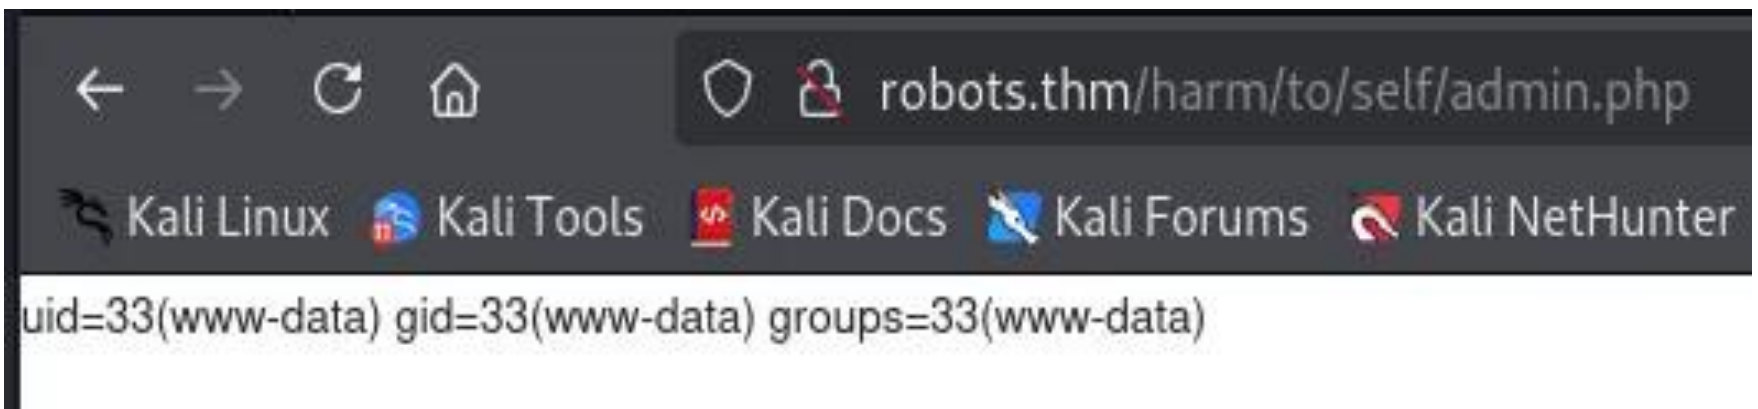 robots.thm/harm/to/self/admin.php
Kali Linux Kali Tools Kali Docs Kali Forums Kali NetHunter
uid=33(www-data) gid=33(www-data) groups=33(www-data)